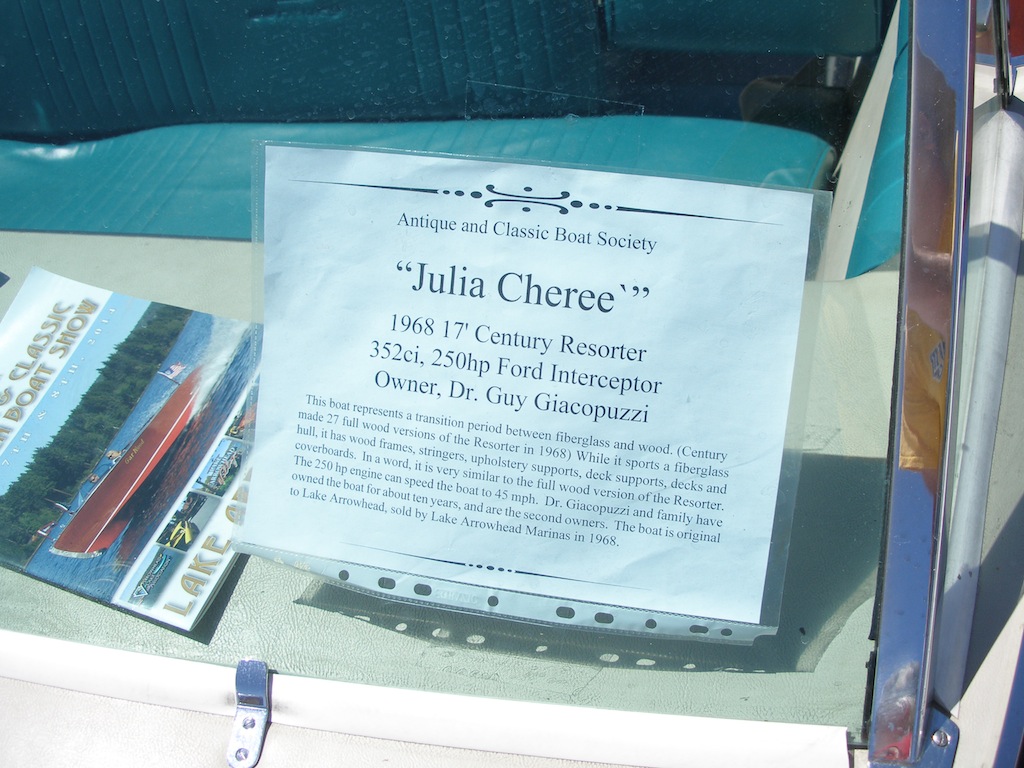 Antique and Classic Boat Society
“Julia Cheree`”
1968 17' Century Resorter
352ci, 250hp Ford Interceptor
Owner, Dr. Guy Giacopuzzi
This boat represents a transition period between fiberglass and wood. (Century
made 27 full wood versions of the Resorter in 1968) While it sports a fiberglass
hull, it has wood frames, stringers, upholstery supports, deck supports, decks and
coverboards. In a word, it is very similar to the full wood version of the Resorter.
The 250 hp engine can speed the boat to 45 mph. Dr. Giacopuzzi and family have
owned the boat for about ten years, and are the second owners. The boat is original
to Lake Arrowhead, sold by Lake Arrowhead Marinas in 1968.
CLASSIC
BOAT SHOW
LAKE